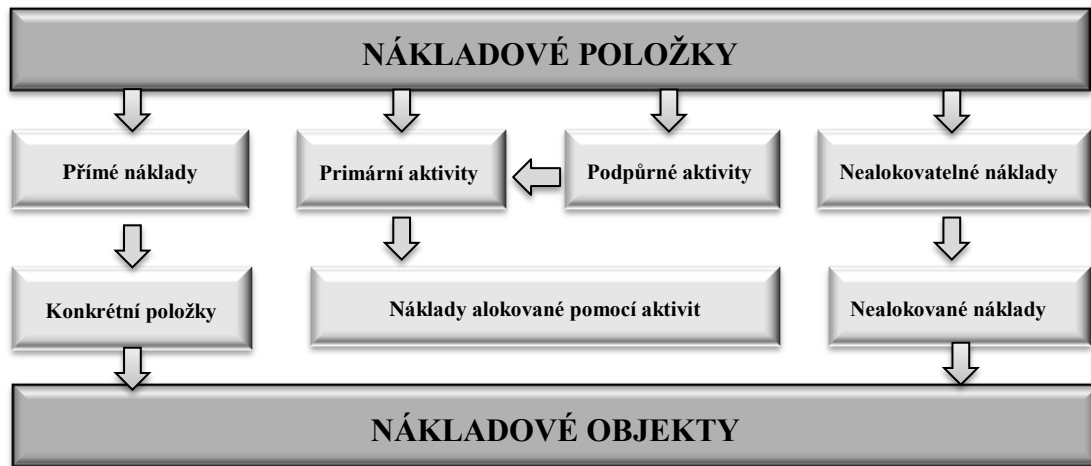 NÁKLADOVÉ POLOŽKY
Přímé náklady
Primární aktivity
Podpůrné aktivity
Nealokovatelné náklady
Konkrétní položky
Náklady alokované pomocí aktivit
Nealokované náklady
NÁKLADOVÉ OBJEKTY